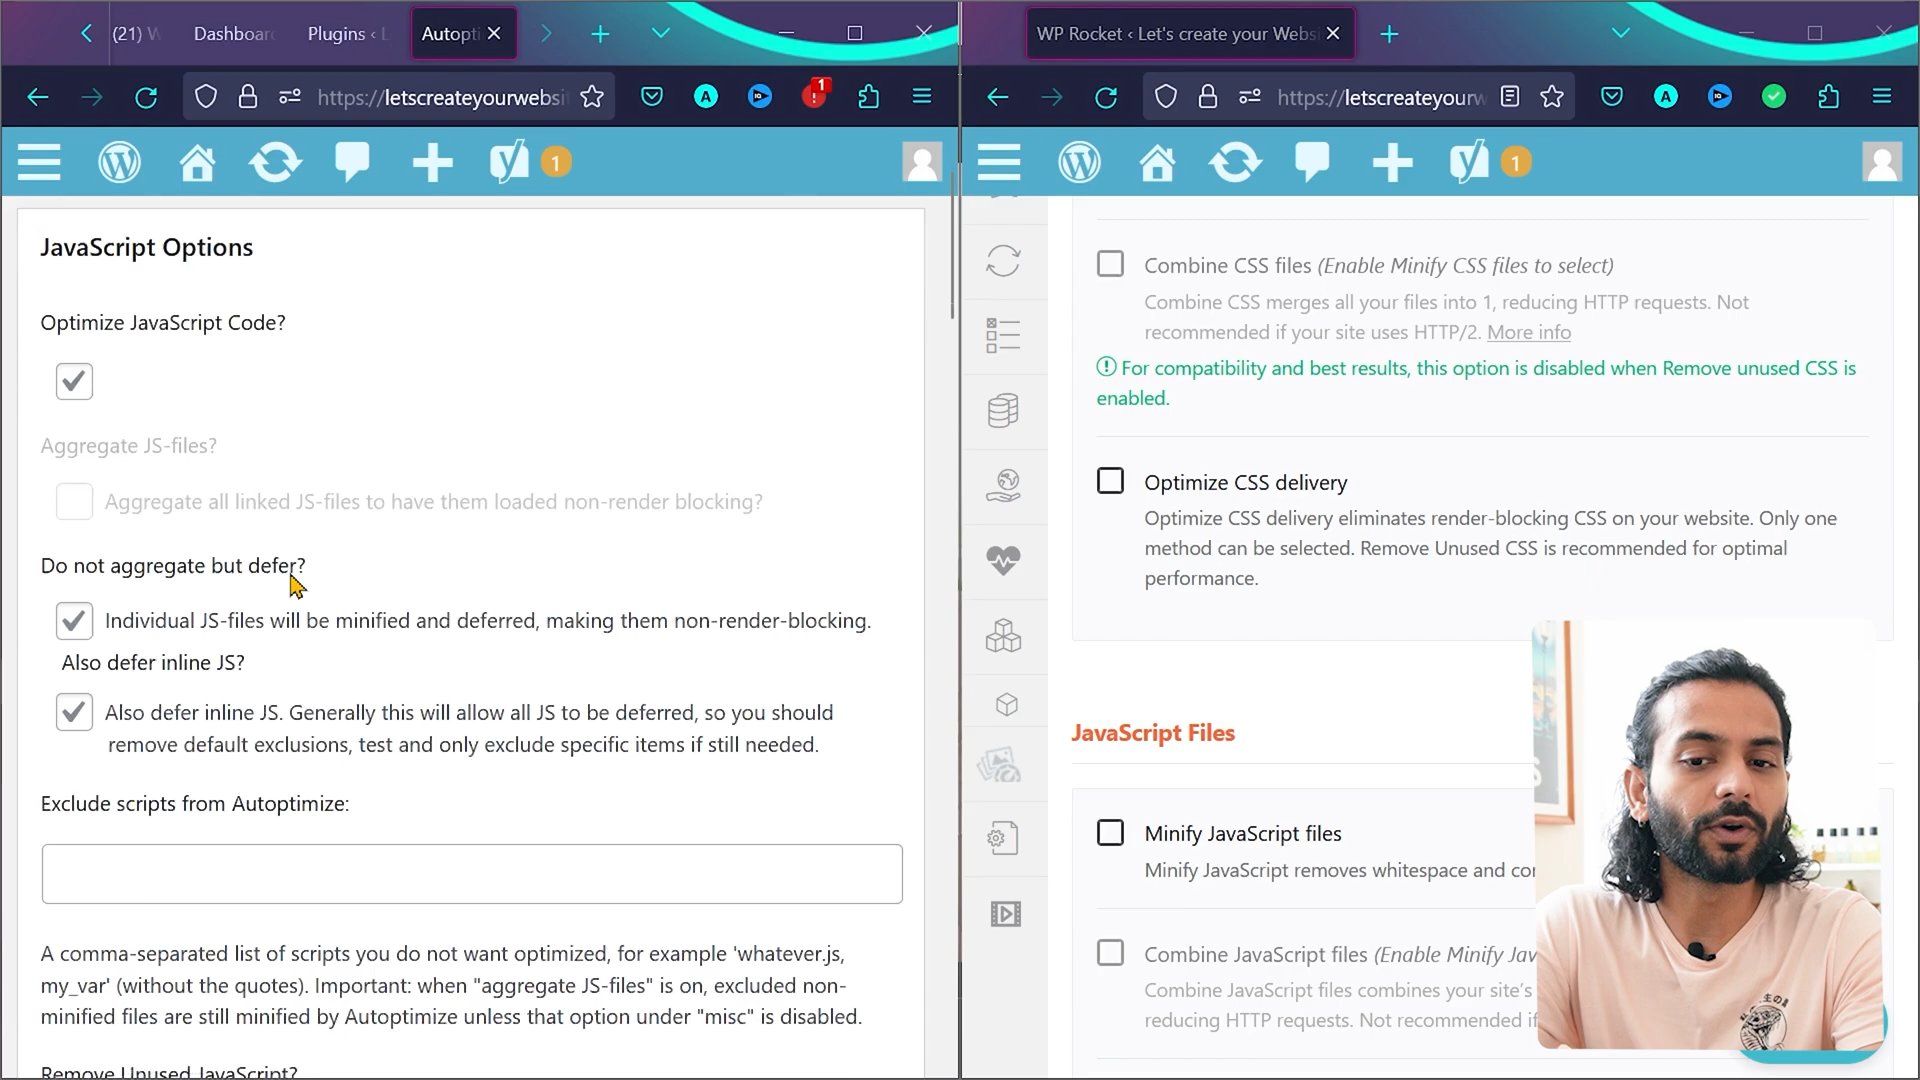 (21) W
Dashboar
Plugins ‹ L
Autopti
WP Rocket ‹ Let's create your Websi
https://letscreateyourwebsi
1
https://letscreateyourw
1
1
JavaScript Options
Optimize JavaScript Code?
Aggregate JS-files?
Aggregate all linked JS-files to have them loaded non-render blocking?
Do not aggregate but defer?
Individual JS-files will be minified and deferred, making them non-render-blocking.
Also defer inline JS?
Also defer inline JS. Generally this will allow all JS to be deferred, so you should
remove default exclusions, test and only exclude specific items if still needed.
Exclude scripts from Autoptimize:
A comma-separated list of scripts you do not want optimized, for example 'whatever.js,
my_var' (without the quotes). Important: when "aggregate JS-files" is on, excluded non-
minified files are still minified by Autoptimize unless that option under "misc" is disabled.
Remove Unused JavaScript?
Combine CSS files (Enable Minify CSS files to select)
Combine CSS merges all your files into 1, reducing HTTP requests. Not
recommended if your site uses HTTP/2. More info
For compatibility and best results, this option is disabled when Remove unused CSS is
enabled.
Optimize CSS delivery
Optimize CSS delivery eliminates render-blocking CSS on your website. Only one
method can be selected. Remove Unused CSS is recommended for optimal
performance.
JavaScript Files
Minify JavaScript files
Minify JavaScript removes whitespace and co
Combine JavaScript files (Enable Minify Jav
Combine JavaScript files combines your site's
reducing HTTP requests. Not recommended if